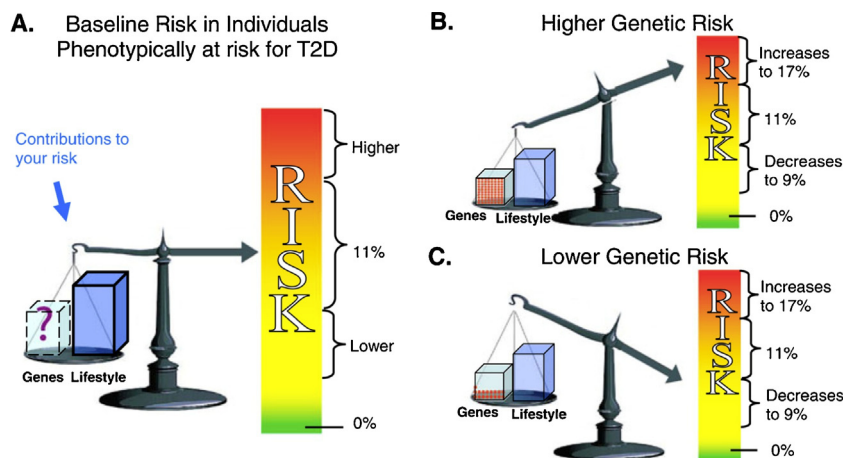 A.
Baseline Risk in Individuals
Phenotypically at risk for T2D
Contributions to
your risk
?
Genes Lifestyle
RISK
Higher
11%
Lower
0%
B.
Higher Genetic Risk
Genes Lifestyle
RISK
Increases
to 17%
11%
Decreases
to 9%
0%
C.
Lower Genetic Risk
Genes Lifestyle
RISK
Increases
to 17%
11%
Decreases
to 9%
0%